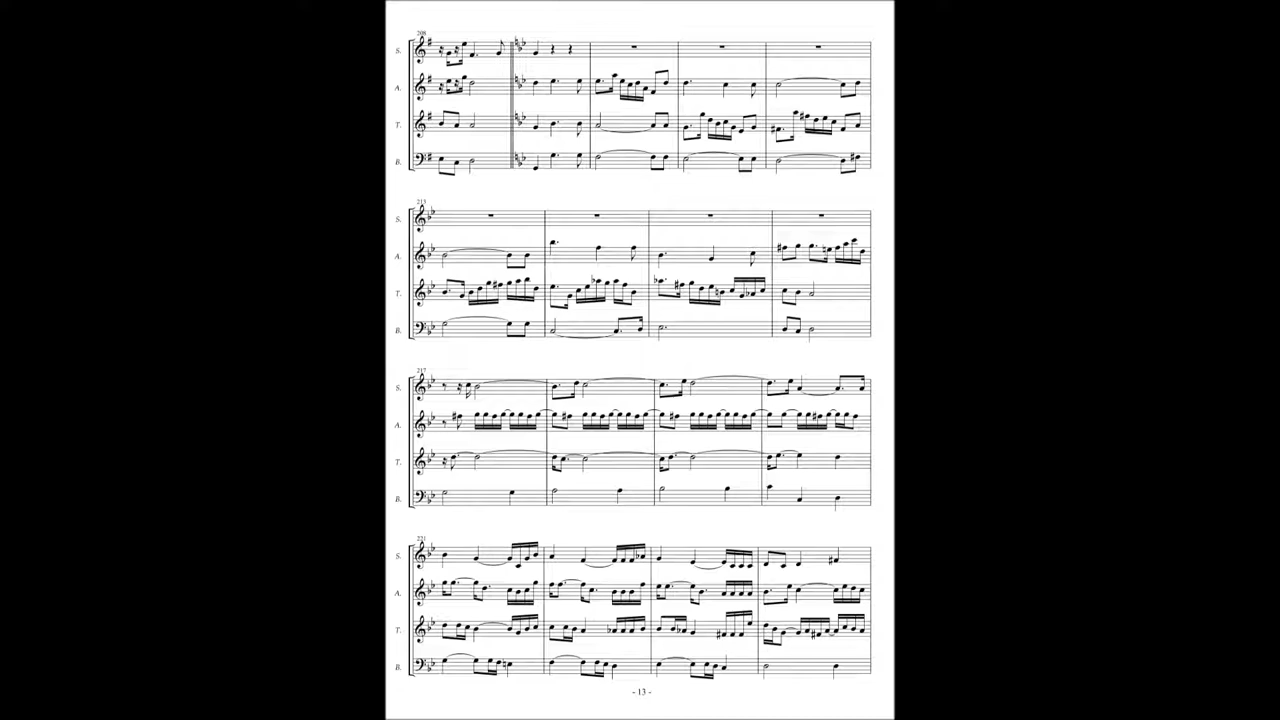 208
S.
A.
T.
B.
213
S.
A.
T.
B.
217
S.
A.
T.
B.
221
S.
A.
T.
B.
- 13 -